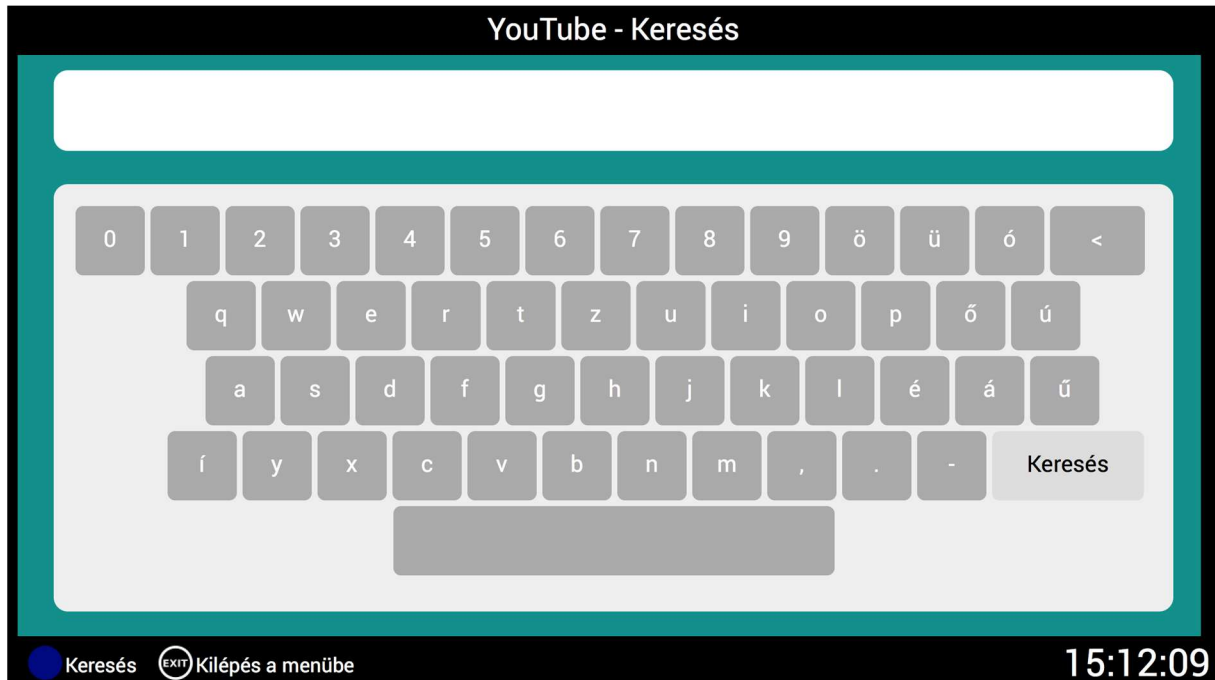 YouTube - Keresés
0 1 2 3 4 5 6 7 8 9 ö ü ó <
q w e r t z u i o p ő ú
a s d f g h j k l é á ű
í y x c v b n m , . - Keresés
Keresés EXIT Kilépés a menübe 15:12:09